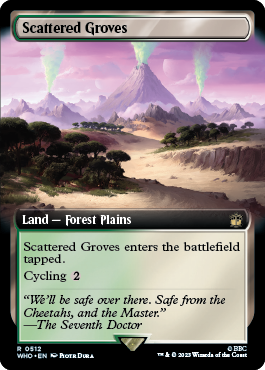 Scattered Groves
Land — Forest Plains
Scattered Groves enters the battlefield
tapped.
Cycling 2
“We’ll be safe over there. Safe from the
Cheetahs, and the Master.”
—The Seventh Doctor
R 0512
WHO • EN Piotr Dura
© BBC
™ & © 2023 Wizards of the Coast